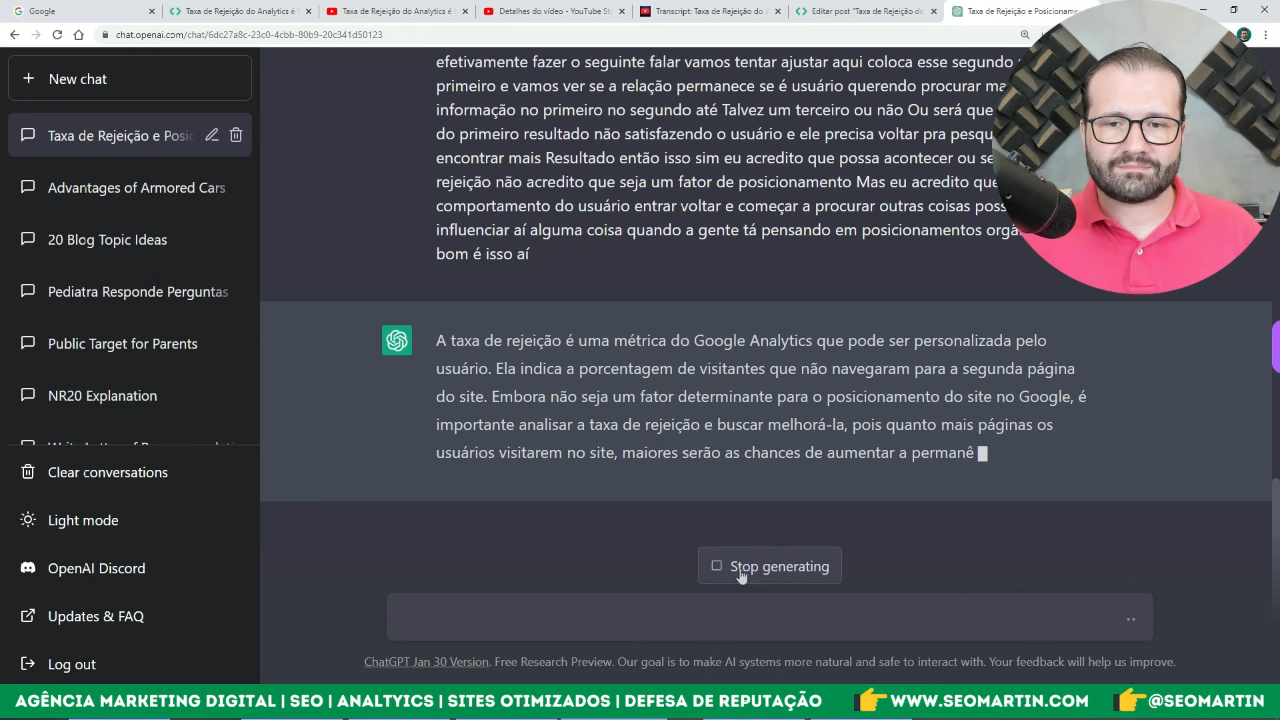 Google
Taxa de Rejeição do Analytics é f
Taxa de Rejeição do Analytics é
Detalhes do vídeo - YouTube St
Transcript: Taxa de Rejeição do A
Editar post "Taxa de Rejeição do
Taxa de Rejeição e Posicioname
chat.openai.com/chat/6dc27a8c-23c0-4cbb-80b9-20c341d50123
New chat
Taxa de Rejeição e Posic
Advantages of Armored Cars
20 Blog Topic Ideas
Pediatra Responde Perguntas
Public Target for Parents
NR20 Explanation
Clear conversations
Light mode
OpenAI Discord
Updates & FAQ
Log out
efetivamente fazer o seguinte falar vamos tentar ajustar aqui coloca esse segundo
primeiro e vamos ver se a relação permanece se é usuário querendo procurar ma
informação no primeiro no segundo até Talvez um terceiro ou não Ou será que
do primeiro resultado não satisfazendo o usuário e ele precisa voltar pra pesqu
encontrar mais Resultado então isso sim eu acredito que possa acontecer ou se
rejeição não acredito que seja um fator de posicionamento Mas eu acredito que
comportamento do usuário entrar voltar e começar a procurar outras coisas poss
influenciar aí alguma coisa quando a gente tá pensando em posicionamentos orgâ
bom é isso aí
A taxa de rejeição é uma métrica do Google Analytics que pode ser personalizada pelo
usuário. Ela indica a porcentagem de visitantes que não navegaram para a segunda página
do site. Embora não seja um fator determinante para o posicionamento do site no Google, é
importante analisar a taxa de rejeição e buscar melhorá-la, pois quanto mais páginas os
usuários visitarem no site, maiores serão as chances de aumentar a permanê
Stop generating
ChatGPT Jan 30 Version. Free Research Preview. Our goal is to make AI systems more natural and safe to interact with. Your feedback will help us improve.
AGÊNCIA MARKETING DIGITAL | SEO | ANALTYICS | SITES OTIMIZADOS | DEFESA DE REPUTAÇÃO WWW.SEOMARTIN.COM @SEOMARTIN